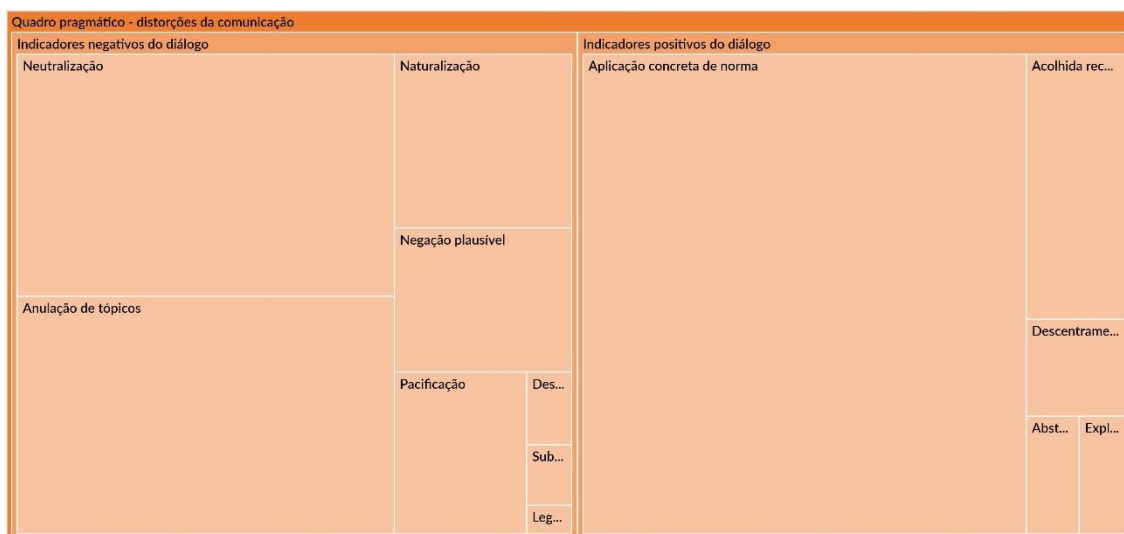 Quadro pragmático - distorções da comunicação
Indicadores negativos do diálogo
Neutralização
Naturalização
Negação plausível
Anulação de tópicos
Pacificação
Des...
Sub...
Leg...
Indicadores positivos do diálogo
Aplicação concreta de norma
Acolhida rec...
Descentrame...
Abst...
Expl...